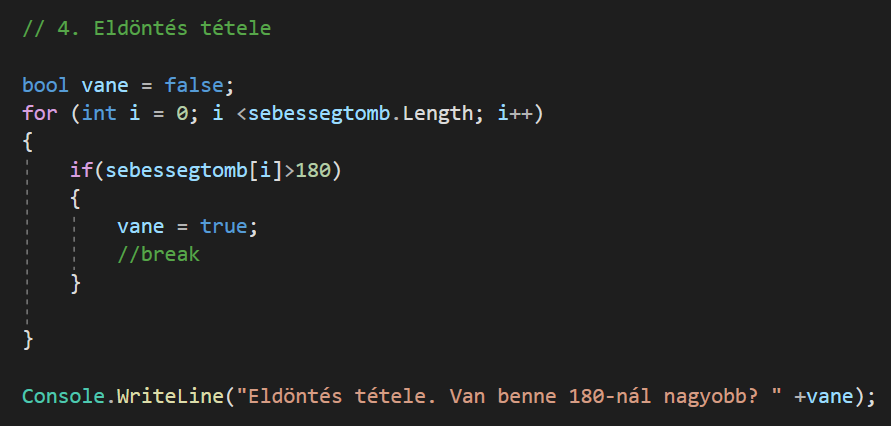 // 4. Eldöntés tétele
bool vane = false;
for (int i = 0; i <sebessegtomb.Length; i++)
{
if(sebessegtomb[i]>180)
{
vane = true;
//break
}
}
Console.WriteLine("Eldöntés tétele. Van benne 180-nál nagyobb? " +vane);